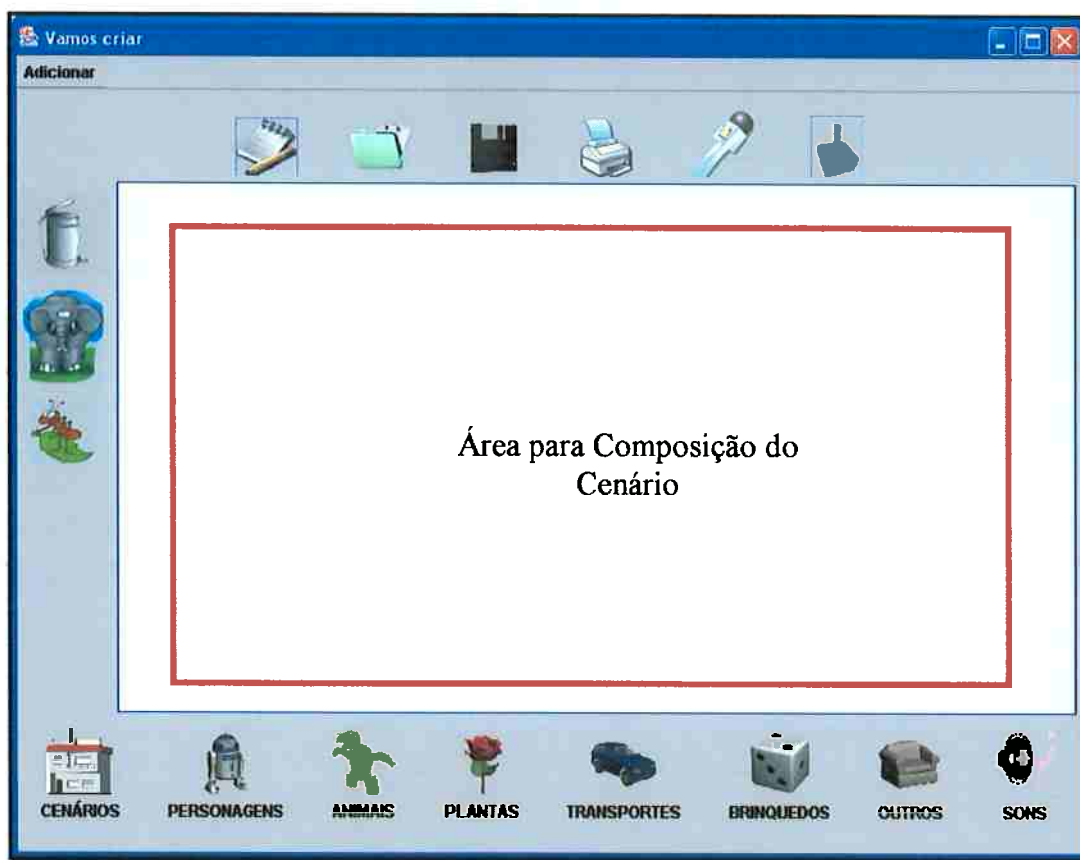 Vamos criar
Adicionar
Área para Composição do
Cenário
CENÁRIOS PERSONAGENS ANIMAIS PLANTAS TRANSPORTES BRINQUEDOS OUTROS SONS